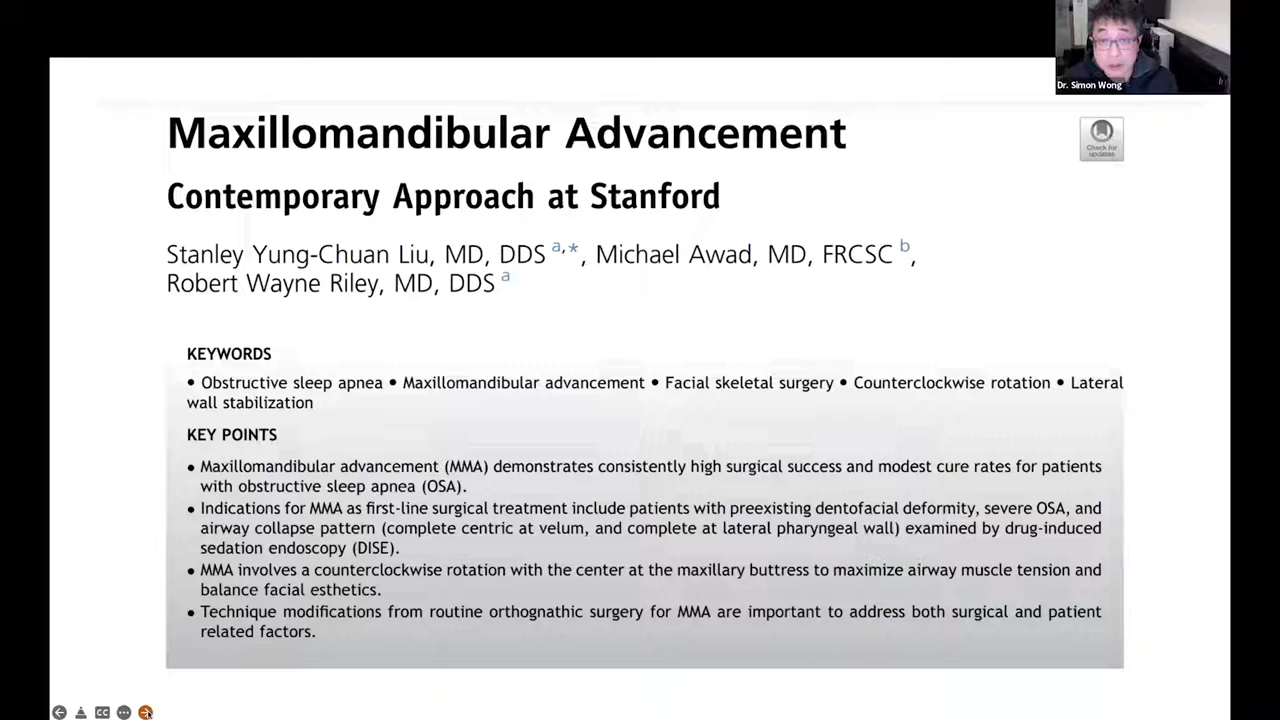 Dr. Simon Wong
Maxillomandibular Advancement
Check for
updates
Contemporary Approach at Stanford
Stanley Yung-Chuan Liu, MD, DDS a,*, Michael Awad, MD, FRCSC b,
Robert Wayne Riley, MD, DDS a
KEYWORDS
• Obstructive sleep apnea • Maxillomandibular advancement • Facial skeletal surgery • Counterclockwise rotation • Lateral
wall stabilization
KEY POINTS
• Maxillomandibular advancement (MMA) demonstrates consistently high surgical success and modest cure rates for patients
with obstructive sleep apnea (OSA).
• Indications for MMA as first-line surgical treatment include patients with preexisting dentofacial deformity, severe OSA, and
airway collapse pattern (complete centric at velum, and complete at lateral pharyngeal wall) examined by drug-induced
sedation endoscopy (DISE).
• MMA involves a counterclockwise rotation with the center at the maxillary buttress to maximize airway muscle tension and
balance facial esthetics.
• Technique modifications from routine orthognathic surgery for MMA are important to address both surgical and patient
related factors.
CC